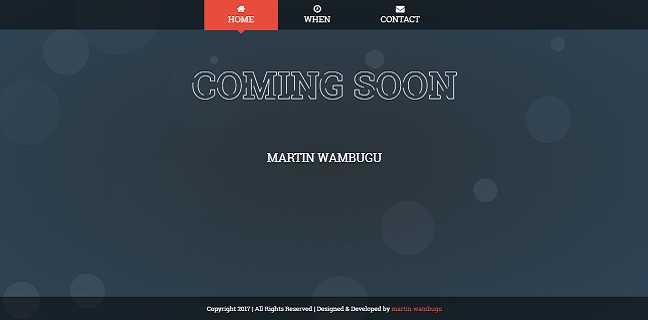 HOME WHEN CONTACT
COMING SOON
MARTIN WAMBUGU
Copyright 2017 | All Rights Reserved | Designed & Developed by martin wambugu